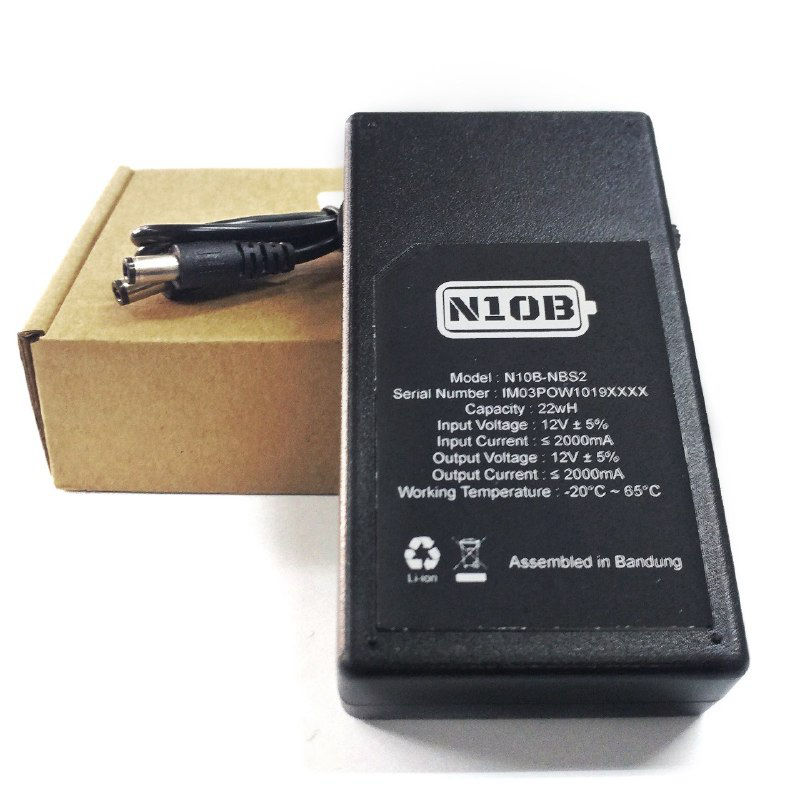 N10B
Model : N10B-NBS2
Serial Number : IM03POW1019XXXX
Capacity : 22wH
Input Voltage : 12V ± 5%
Input Current : ≤ 2000mA
Output Voltage : 12V ± 5%
Output Current : ≤ 2000mA
Working Temperature : -20°C ~ 65°C
Li-ion
Assembled in Bandung